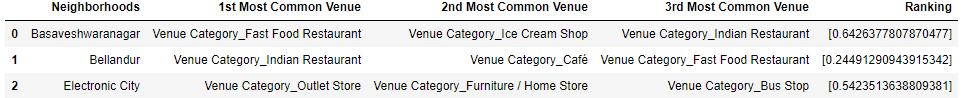 Neighborhoods 1st Most Common Venue 2nd Most Common Venue 3rd Most Common Venue Ranking
0 Basaveshwaranagar Venue Category_Fast Food Restaurant Venue Category_Ice Cream Shop Venue Category_Indian Restaurant [0.6426377807870477]
1 Bellandur Venue Category_Indian Restaurant Venue Category_Café Venue Category_Fast Food Restaurant [0.24491290943915342]
2 Electronic City Venue Category_Outlet Store Venue Category_Furniture / Home Store Venue Category_Bus Stop [0.5423513638809381]